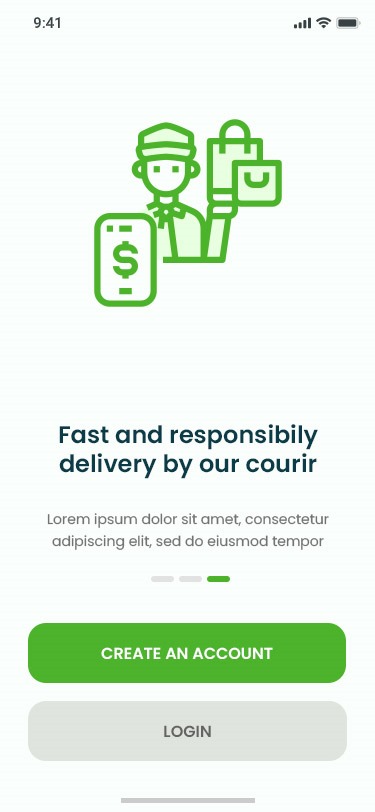 9:41
$
Fast and responsibily
delivery by our courir
Lorem ipsum dolor sit amet, consectetur
adipiscing elit, sed do eiusmod tempor
CREATE AN ACCOUNT
LOGIN